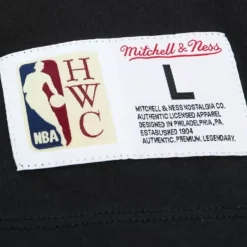 Mitchell & Ness
H
W
C
NBA
L
MITCHELL & NESS NOSTALGIA CO.
AUTHENTIC LICENSED APPAREL
DESIGNED IN PHILADELPHIA, PA.
ESTABLISHED 1904
AUTHENTIC, PREMIUM, LEGENDARY.